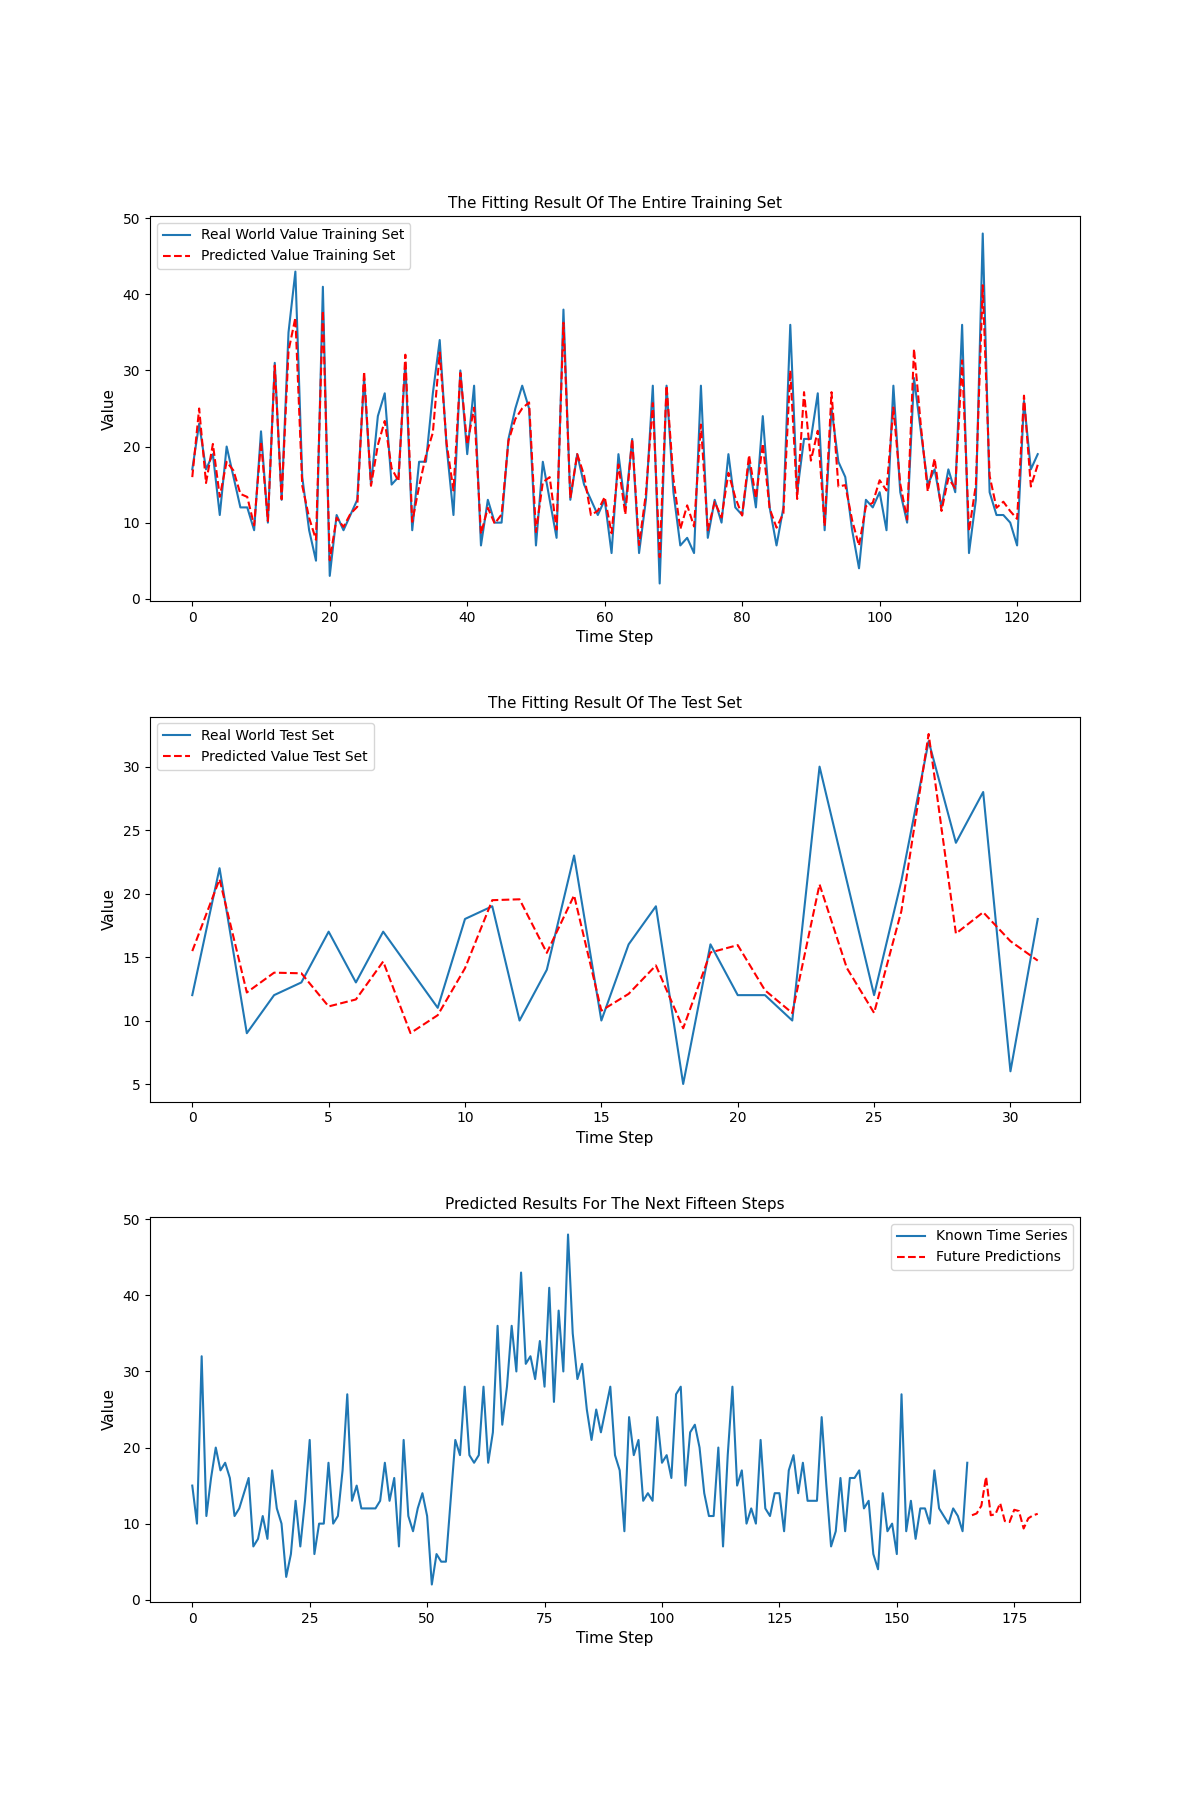 The Fitting Result Of The Entire Training Set
50
40
30
20
10
0
Value
Real World Value Training Set
Predicted Value Training Set
0 20 40 60 80 100 120
Time Step
The Fitting Result Of The Test Set
30
25
20
15
10
5
Value
Real World Test Set
Predicted Value Test Set
0 5 10 15 20 25 30
Time Step
Predicted Results For The Next Fifteen Steps
50
40
30
20
10
0
Value
Known Time Series
Future Predictions
0 25 50 75 100 125 150 175
Time Step